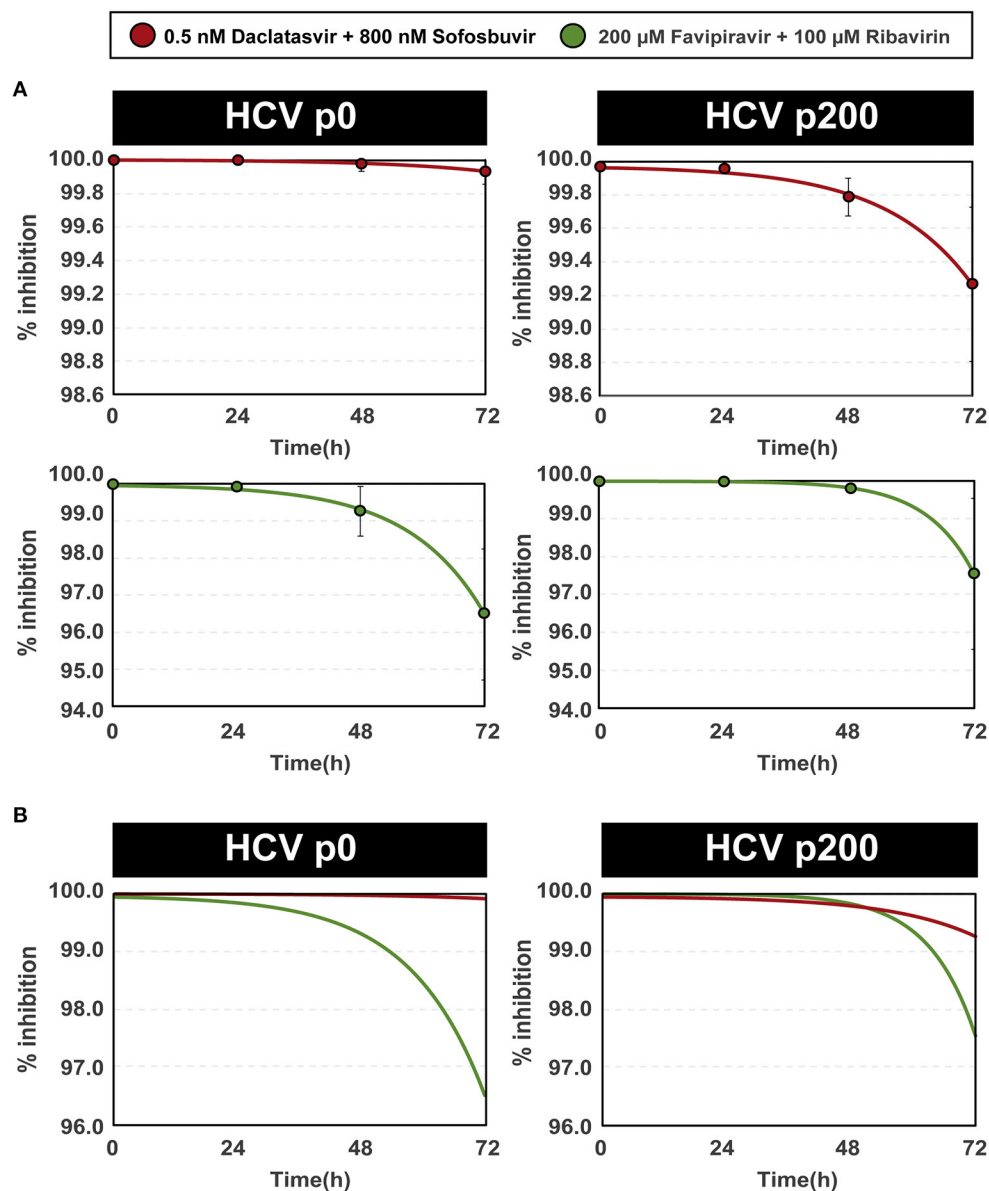 0.5 nM Daclatasvir + 800 nM Sofosbuvir 200 µM Favipiravir + 100 µM Ribavirin
A
HCV p0 HCV p200
100.0 99.8 99.6 99.4 99.2 99.0 98.8 98.6
% inhibition
0 24 48 72
Time(h)
100.0 99.8 99.6 99.4 99.2 99.0 98.8 98.6
% inhibition
0 24 48 72
Time(h)
100.0 99.0 98.0 97.0 96.0 95.0 94.0
% inhibition
0 24 48 72
Time(h)
100.0 99.0 98.0 97.0 96.0 95.0 94.0
% inhibition
0 24 48 72
Time(h)
B
HCV p0 HCV p200
100.0 99.0 98.0 97.0 96.0
% inhibition
0 24 48 72
Time(h)
100.0 99.0 98.0 97.0 96.0
% inhibition
0 24 48 72
Time(h)